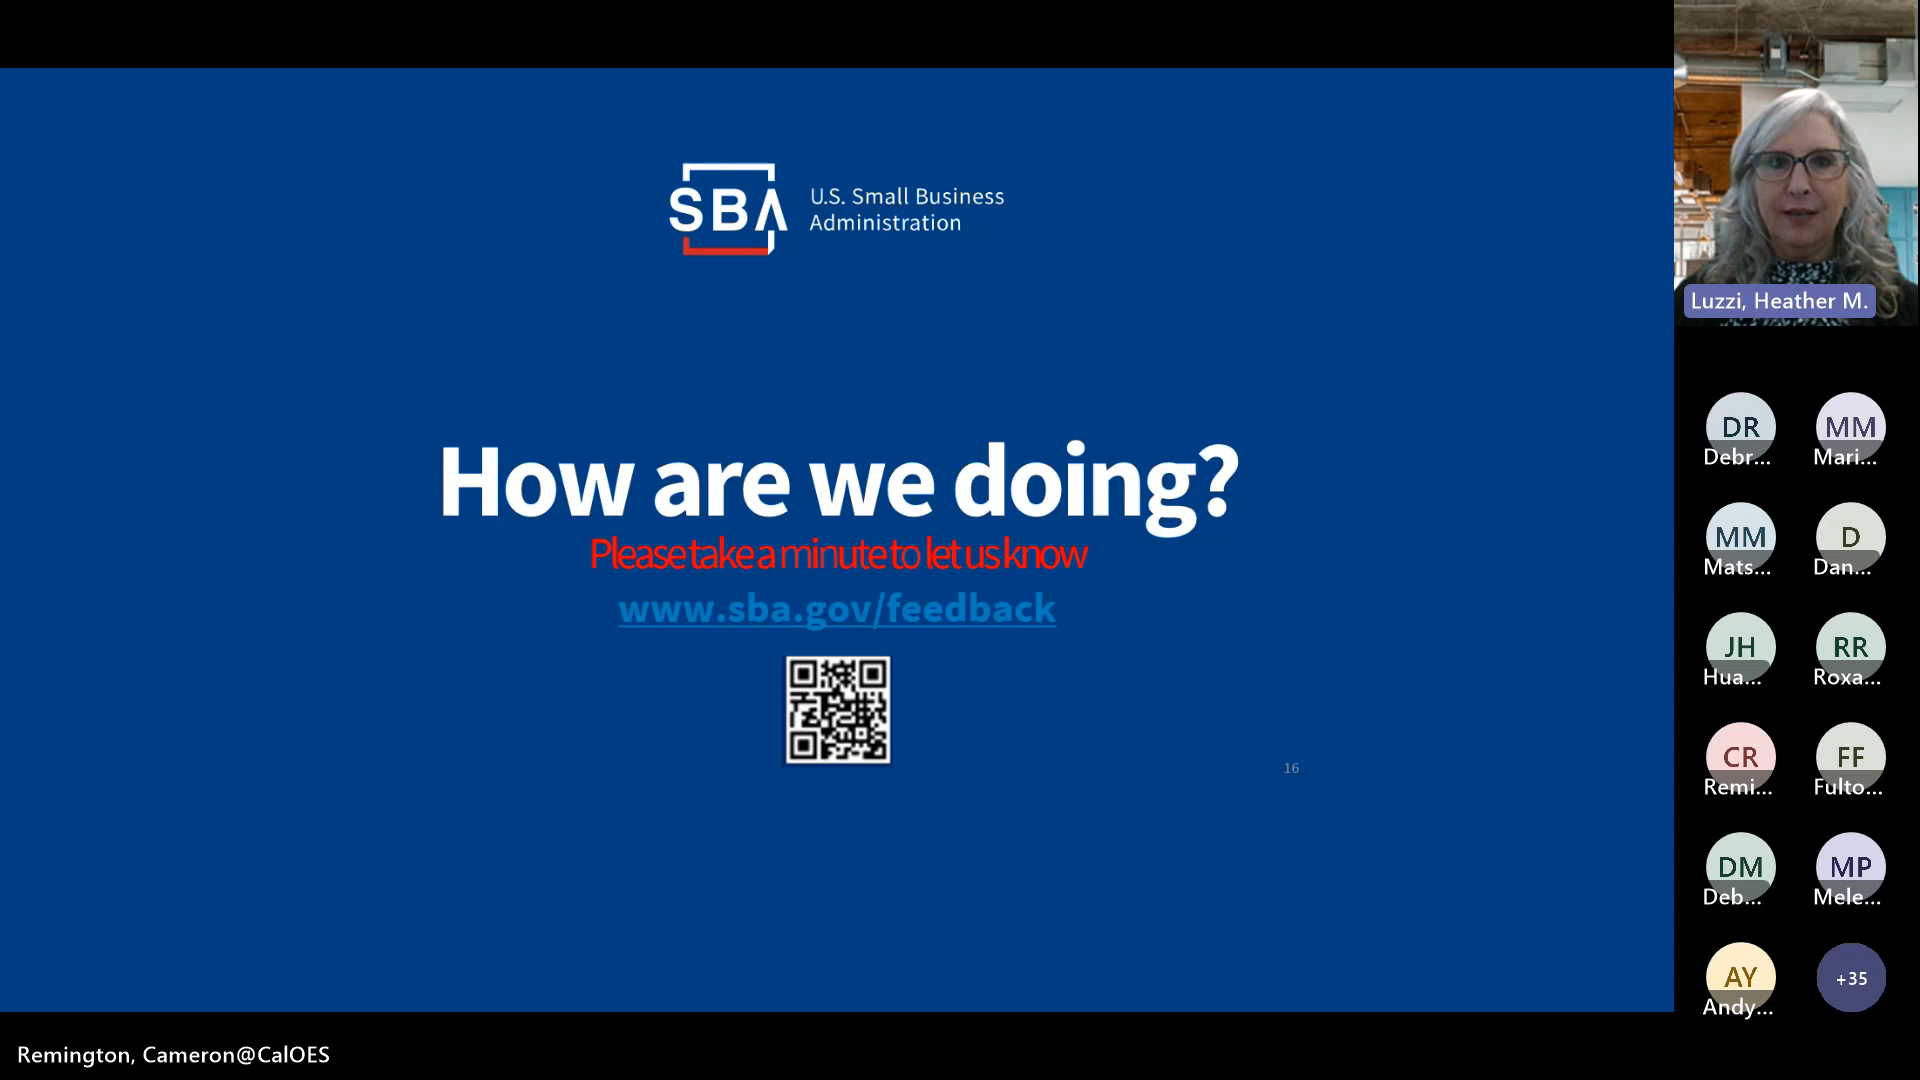 SBA U.S. Small Business
Administration
How are we doing?
Please take a minute to let us know
www.sba.gov/feedback
16
Luzzi, Heather M.
DR MM
Debr... Mari...
MM D
Mats... Dan...
JH RR
Hua... Roxa...
CR FF
Remi... Fulto...
DM MP
Deb... Mele...
AY +35
Andy...
Remington, Cameron@CalOES